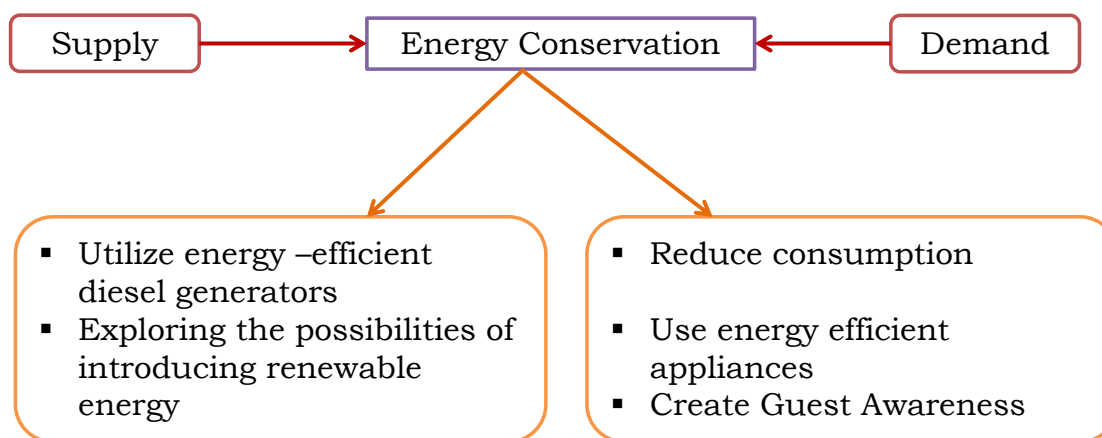 Supply
Energy Conservation
Demand
▪ Utilize energy –efficient
diesel generators
▪ Exploring the possibilities of
introducing renewable
energy
▪ Reduce consumption
▪ Use energy efficient
appliances
▪ Create Guest Awareness